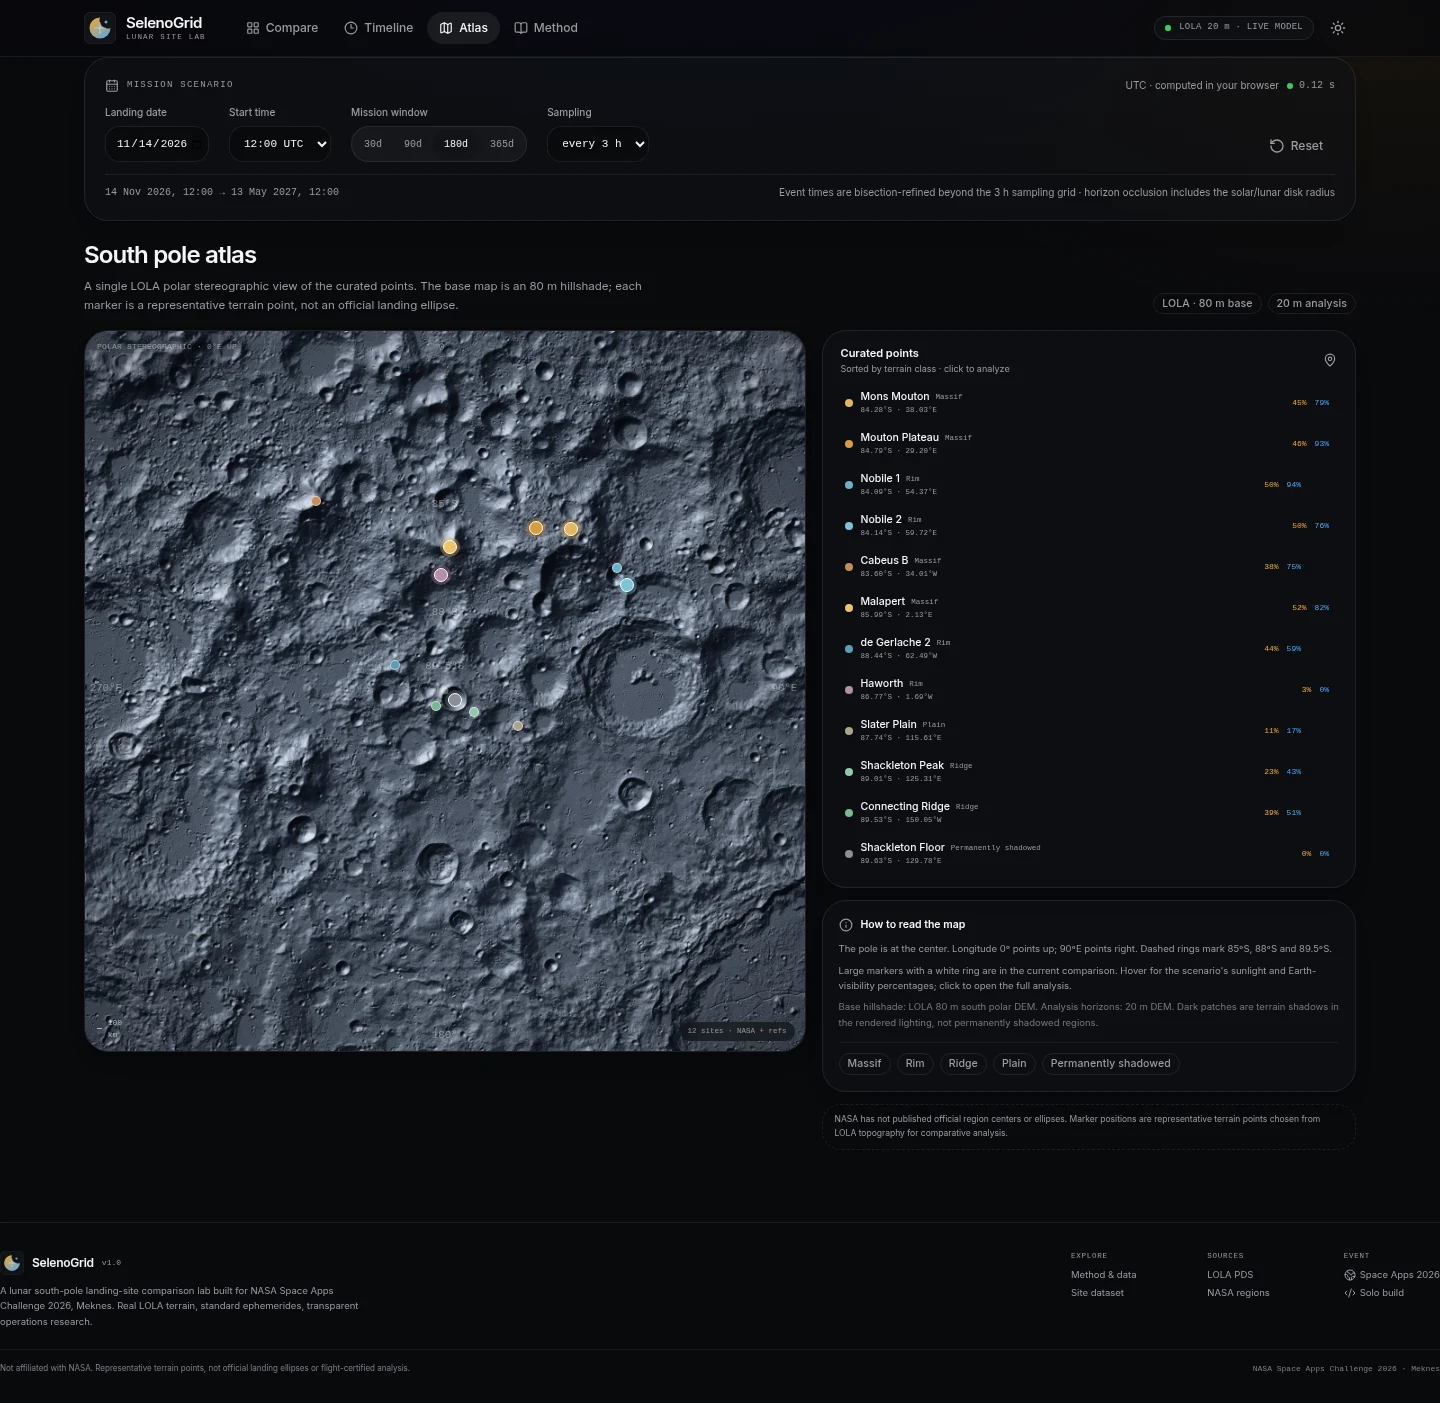 SelenoGrid
LUNAR SITE LAB
Compare
Timeline
Atlas
Method
LOLA 20 m · LIVE MODEL
MISSION SCENARIO
UTC · computed in your browser
0.12 s
Landing date
Start time
Mission window
Sampling
11/14/2026
12:00 UTC
30d
90d
180d
365d
every 3 h
Reset
14 Nov 2026, 12:00 → 13 May 2027, 12:00
Event times are bisection-refined beyond the 3 h sampling grid · horizon occlusion includes the solar/lunar disk radius
South pole atlas
A single LOLA polar stereographic view of the curated points. The base map is an 80 m hillshade; each
marker is a representative terrain point, not an official landing ellipse.
LOLA · 80 m base
20 m analysis
POLAR STEREOGRAPHIC · 0°E UP
85°S
88°S
270°E
90°E
180°
100
km
12 sites · NASA + refs
Curated points
Sorted by terrain class · click to analyze
Mons Mouton Massif
84.28°S · 38.03°E
45% 79%
Mouton Plateau Massif
84.79°S · 29.20°E
46% 93%
Nobile 1 Rim
84.09°S · 54.37°E
50% 94%
Nobile 2 Rim
84.14°S · 59.72°E
50% 76%
Cabeus B Massif
83.60°S · 34.01°W
38% 75%
Malapert Massif
85.99°S · 2.13°E
52% 82%
de Gerlache 2 Rim
88.44°S · 62.49°W
44% 59%
Haworth Rim
86.77°S · 1.69°W
3% 0%
Slater Plain Plain
87.74°S · 115.61°E
11% 17%
Shackleton Peak Ridge
89.01°S · 125.31°E
23% 43%
Connecting Ridge Ridge
89.53°S · 150.05°W
39% 51%
Shackleton Floor Permanently shadowed
89.63°S · 129.78°E
0% 0%
How to read the map
The pole is at the center. Longitude 0° points up; 90°E points right. Dashed rings mark 85°S, 88°S and 89.5°S.
Large markers with a white ring are in the current comparison. Hover for the scenario's sunlight and Earth-
visibility percentages; click to open the full analysis.
Base hillshade: LOLA 80 m south polar DEM. Analysis horizons: 20 m DEM. Dark patches are terrain shadows in
the rendered lighting, not permanently shadowed regions.
Massif
Rim
Ridge
Plain
Permanently shadowed
NASA has not published official region centers or ellipses. Marker positions are representative terrain points chosen from
LOLA topography for comparative analysis.
SelenoGrid v1.0
A lunar south-pole landing-site comparison lab built for NASA Space Apps
Challenge 2026, Meknes. Real LOLA terrain, standard ephemerides, transparent
operations research.
EXPLORE
Method & data
Site dataset
SOURCES
LOLA PDS
NASA regions
EVENT
Space Apps 2026
Solo build
Not affiliated with NASA. Representative terrain points, not official landing ellipses or flight-certified analysis.
NASA Space Apps Challenge 2026 · Meknes